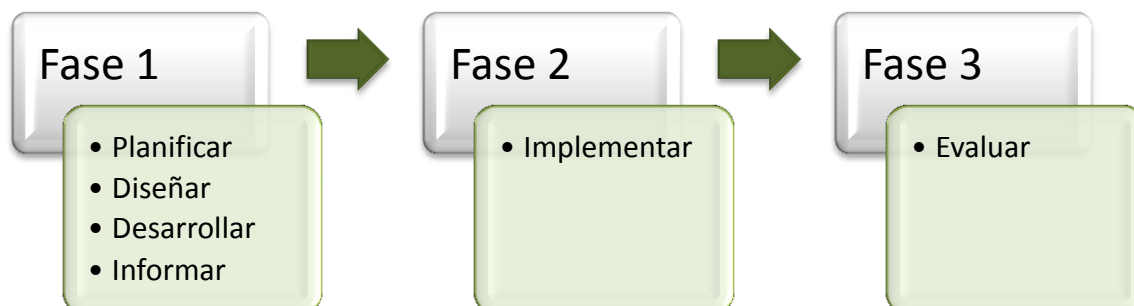 Fase 1
• Planificar
• Diseñar
• Desarrollar
• Informar
Fase 2
• Implementar
Fase 3
• Evaluar